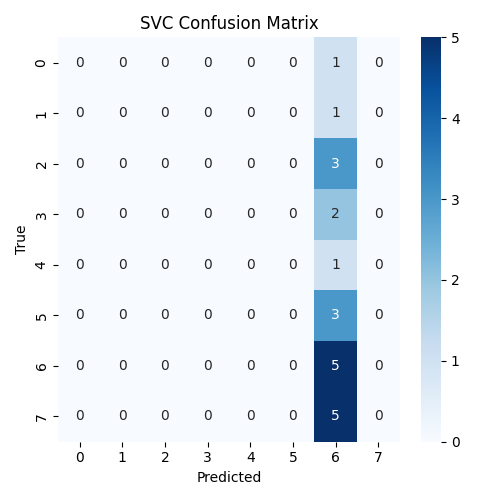 SVC Confusion Matrix
0 0 0 0 0 0 0 1 0
1 0 0 0 0 0 0 1 0
2 0 0 0 0 0 0 3 0
3 0 0 0 0 0 0 2 0
4 0 0 0 0 0 0 1 0
5 0 0 0 0 0 0 3 0
6 0 0 0 0 0 0 5 0
7 0 0 0 0 0 0 5 0
0 1 2 3 4 5 6 7
Predicted
True
5
4
3
2
1
0